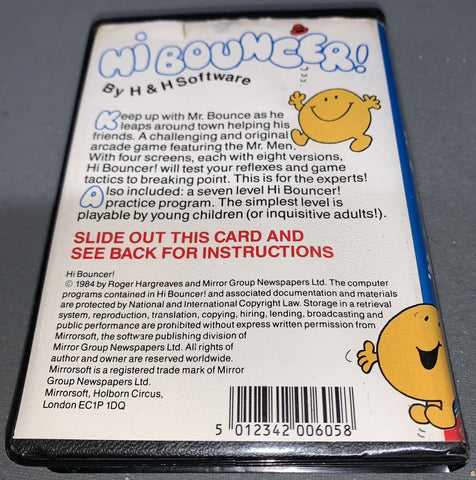 Hi BOUNCER!
By H & H Software
Keep up with Mr. Bounce as he
leaps around town helping his
friends. A challenging and original
arcade game featuring the Mr. Men.
With four screens, each with eight versions,
Hi Bouncer! will test your reflexes and game
tactics to breaking point. This is for the experts!
Also included: a seven level Hi Bouncer!
practice program. The simplest level is
playable by young children (or inquisitive adults!).
SLIDE OUT THIS CARD AND
SEE BACK FOR INSTRUCTIONS
Hi Bouncer!
© 1984 by Roger Hargreaves and Mirror Group Newspapers Ltd. The computer
programs contained in Hi Bouncer! and associated documentation and materials
are protected by National and International Copyright Law. Storage in a retrieval
system, reproduction, translation, copying, hiring, lending, broadcasting and
public performance are prohibited without express written permission from
Mirrorsoft, the software publishing division of
Mirror Group Newspapers Ltd. All rights of
author and owner are reserved worldwide.
Mirrorsoft is a registered trade mark of Mirror
Group Newspapers Ltd.
Mirrorsoft, Holborn Circus,
London EC1P 1DQ
5 012342 006058